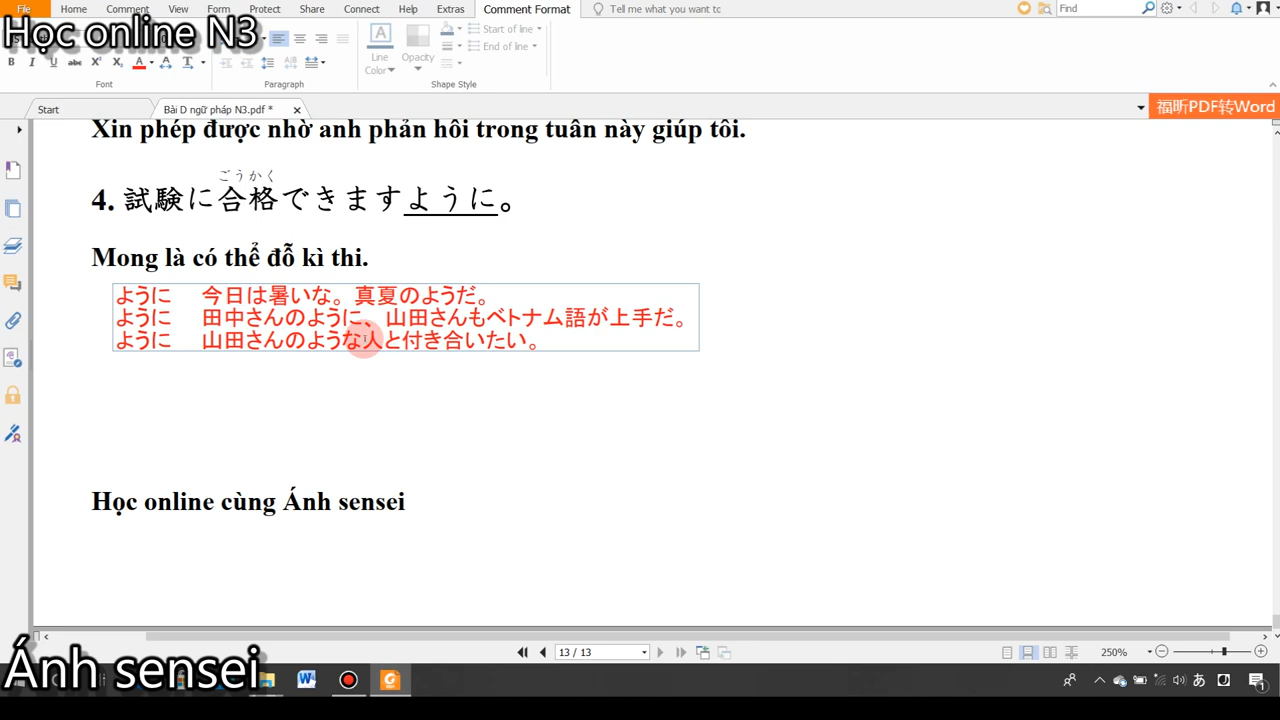 File Home Comment View Form Protect Share Connect Help Extras Comment Format Tell me what you want to Find
Học online N3
Start of line
End of line
Line Color
Opacity
Font Paragraph Shape Style
Start Bài D ngữ pháp N3.pdf * 福昕PDF转Word
Xin phép được nhờ anh phản hồi trong tuần này giúp tôi.
ごうかく
4. 試験に合格できますように。
Mong là có thể đỗ kì thi.
ように 今日は暑いな。真夏のようだ。
ように 田中さんのように、山田さんもベトナム語が上手だ。
ように 山田さんのような人と付き合いたい。
Học online cùng Ánh sensei
13 / 13 250%
Ánh sensei
あ
1